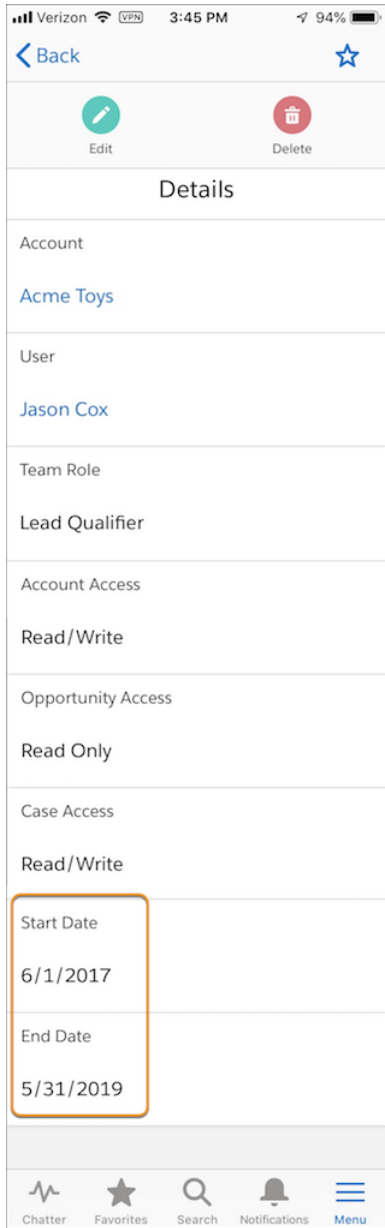 Verizon VPN 3:45 PM 94%
Back
Edit Delete
Details
Account
Acme Toys
User
Jason Cox
Team Role
Lead Qualifier
Account Access
Read/Write
Opportunity Access
Read Only
Case Access
Read/Write
Start Date
6/1/2017
End Date
5/31/2019
Chatter Favorites Search Notifications Menu